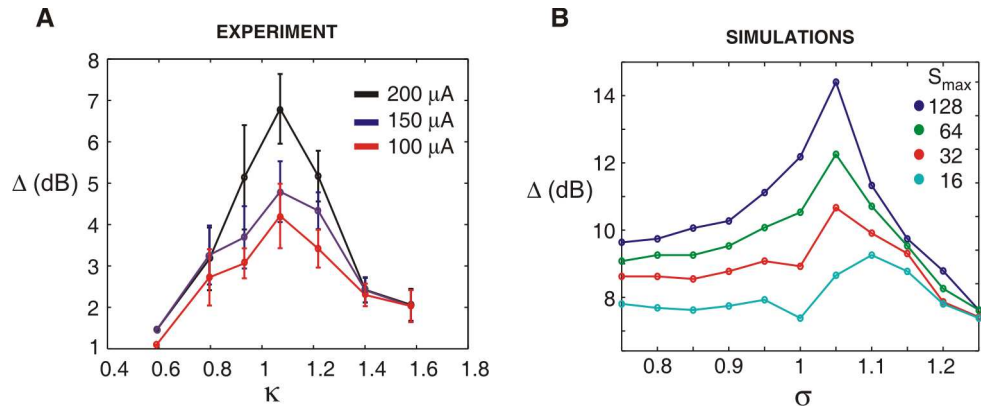 A
EXPERIMENT
8
7
6
5
4
3
2
1
Δ (dB)
200 μA
150 μA
100 μA
0.4 0.6 0.8 1 1.2 1.4 1.6 1.8
κ
B
SIMULATIONS
14
12
10
8
Δ (dB)
Smax
128
64
32
16
0.8 0.9 1 1.1 1.2
σ